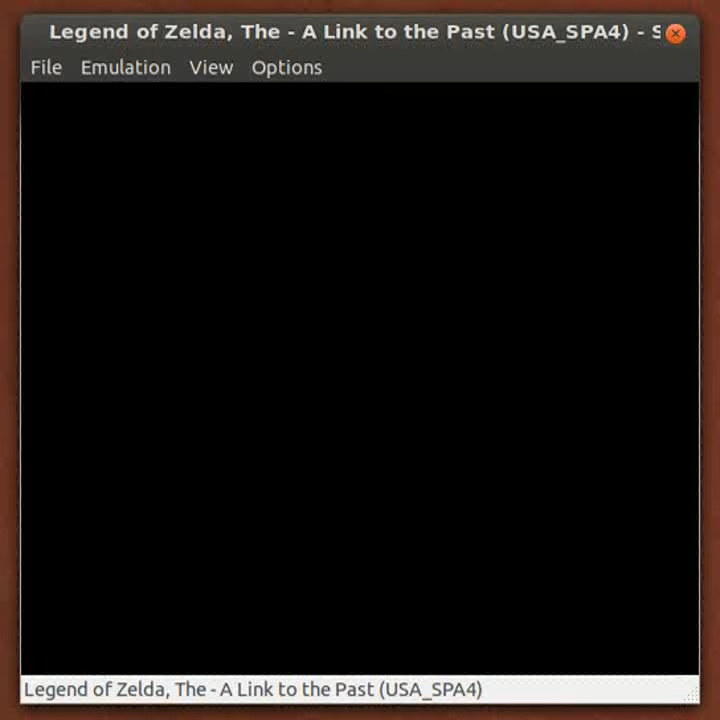 Legend of Zelda, The - A Link to the Past (USA_SPA4) - S
File Emulation View Options
Legend of Zelda, The - A Link to the Past (USA_SPA4)